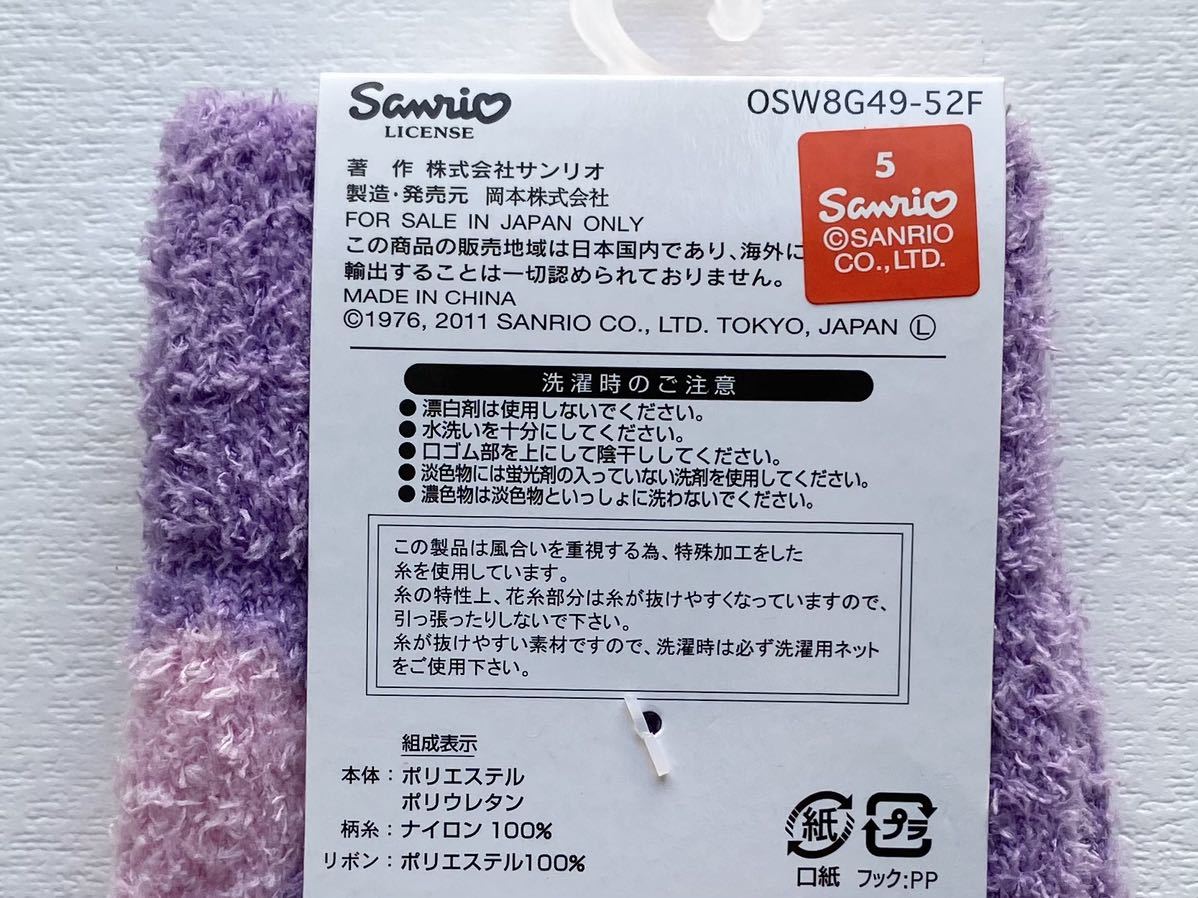 Sanrio
LICENSE
OSW8G49-52F
著 作 株式会社サンリオ
製造・発売元 岡本株式会社
FOR SALE IN JAPAN ONLY
この商品の販売地域は日本国内であり、海外に
輸出することは一切認められておりません。
MADE IN CHINA
©1976, 2011 SANRIO CO., LTD. TOKYO, JAPAN Ⓛ
5
Sanrio
©SANRIO
CO., LTD.
洗濯時のご注意
●漂白剤は使用しないでください。
●水洗いを十分にしてください。
●口ゴム部を上にして陰干ししてください。
●淡色物には蛍光剤の入っていない洗剤を使用してください。
●濃色物は淡色物といっしょに洗わないでください。
この製品は風合いを重視する為、特殊加工をした
糸を使用しています。
糸の特性上、花糸部分は糸が抜けやすくなっていますので、
引っ張ったりしないで下さい。
糸が抜けやすい素材ですので、洗濯時は必ず洗濯用ネット
をご使用下さい。
組成表示
本体：ポリエステル
ポリウレタン
柄糸：ナイロン 100%
リボン：ポリエステル100%
紙
プラ
口紙 フック:PP